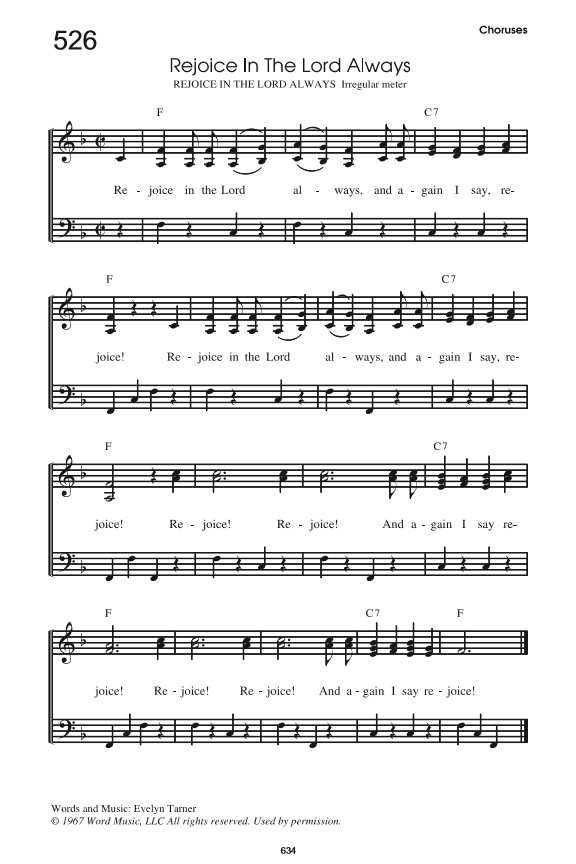 Choruses
526
Rejoice In The Lord Always
REJOICE IN THE LORD ALWAYS Irregular meter
F C7
Re - joice in the Lord al - ways, and a - gain I say, re-
F C7
joice! Re - joice in the Lord al - ways, and a - gain I say, re-
F C7
joice! Re - joice! Re - joice! And a - gain I say re-
F C7 F
joice! Re - joice! Re - joice! And a - gain I say re - joice!
Words and Music: Evelyn Tarner
© 1967 Word Music, LLC All rights reserved. Used by permission.
634